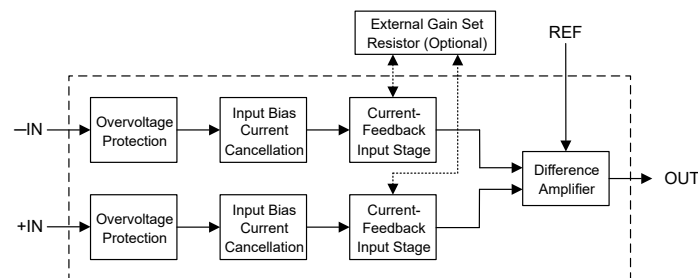 External Gain Set
Resistor (Optional)
REF
—IN
Overvoltage
Protection
Input Bias
Current
Cancellation
Current-
Feedback
Input Stage
Difference
Amplifier
OUT
+IN
Overvoltage
Protection
Input Bias
Current
Cancellation
Current-
Feedback
Input Stage